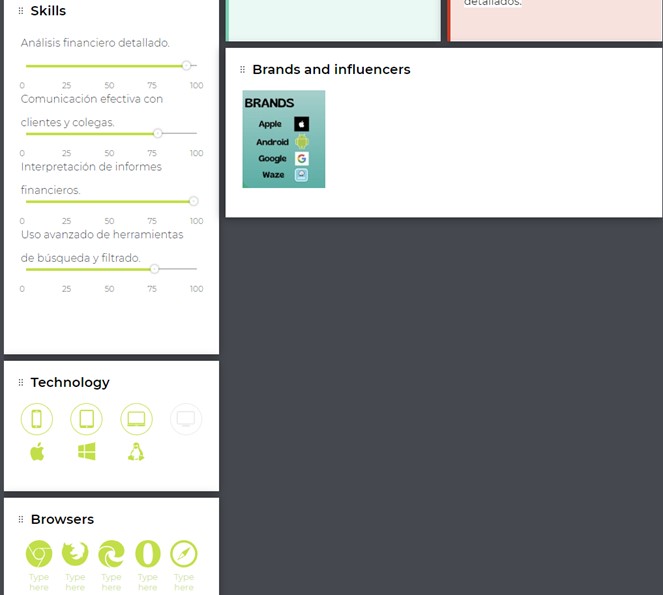 Skills
Análisis financiero detallado.
0 25 50 75 100
Comunicación efectiva con
clientes y colegas.
0 25 50 75 100
Interpretación de informes
financieros.
0 25 50 75 100
Uso avanzado de herramientas
de búsqueda y filtrado.
0 25 50 75 100
Technology
Browsers
Type Type Type Type Type
here here here here here
detallados.
Brands and influencers
BRANDS
Apple
Android
Google
Waze